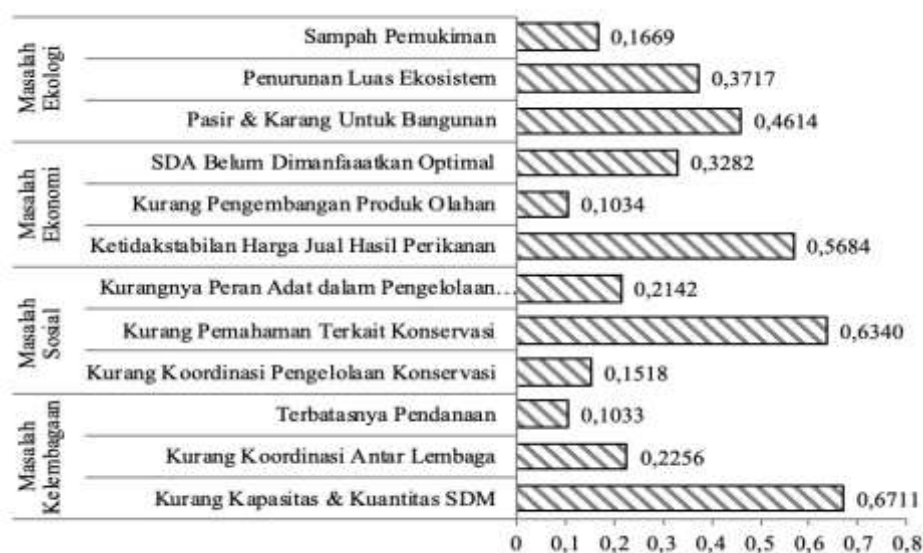 Masalah
Ekologi
Sampah Pemukiman
0,1669
Penurunan Luas Ekosistem
0,3717
Pasir & Karang Untuk Bangunan
0,4614
Masalah
Ekonomi
SDA Belum Dimanfaaatkan Optimal
0,3282
Kurang Pengembangan Produk Olahan
0,1034
Ketidakstabilan Harga Jual Hasil Perikanan
0,5684
Masalah
Sosial
Kurangnya Peran Adat dalam Pengelolaan…
0,2142
Kurang Pemahaman Terkait Konservasi
0,6340
Kurang Koordinasi Pengelolaan Konservasi
0,1518
Masalah
Kelembagaan
Terbatasnya Pendanaan
0,1033
Kurang Koordinasi Antar Lembaga
0,2256
Kurang Kapasitas & Kuantitas SDM
0,6711
0 0,1 0,2 0,3 0,4 0,5 0,6 0,7 0,8